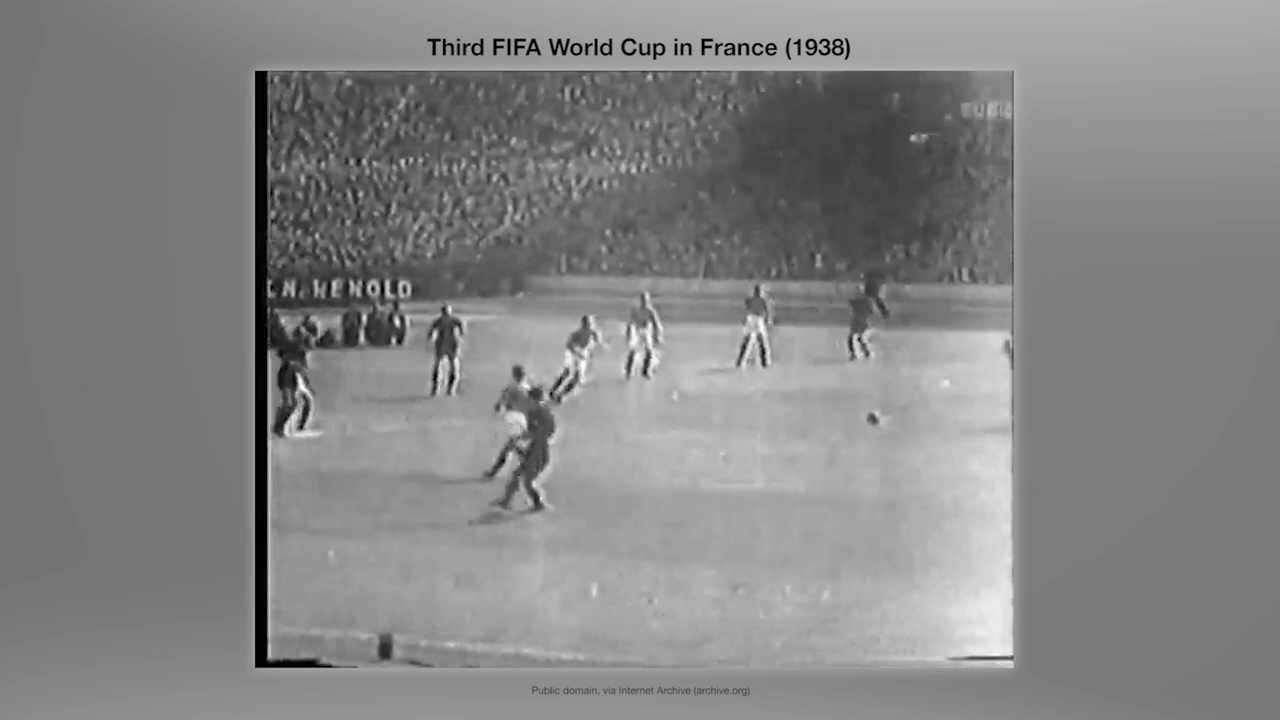 Third FIFA World Cup in France (1938)
Public domain, via Internet Archive (archive.org)